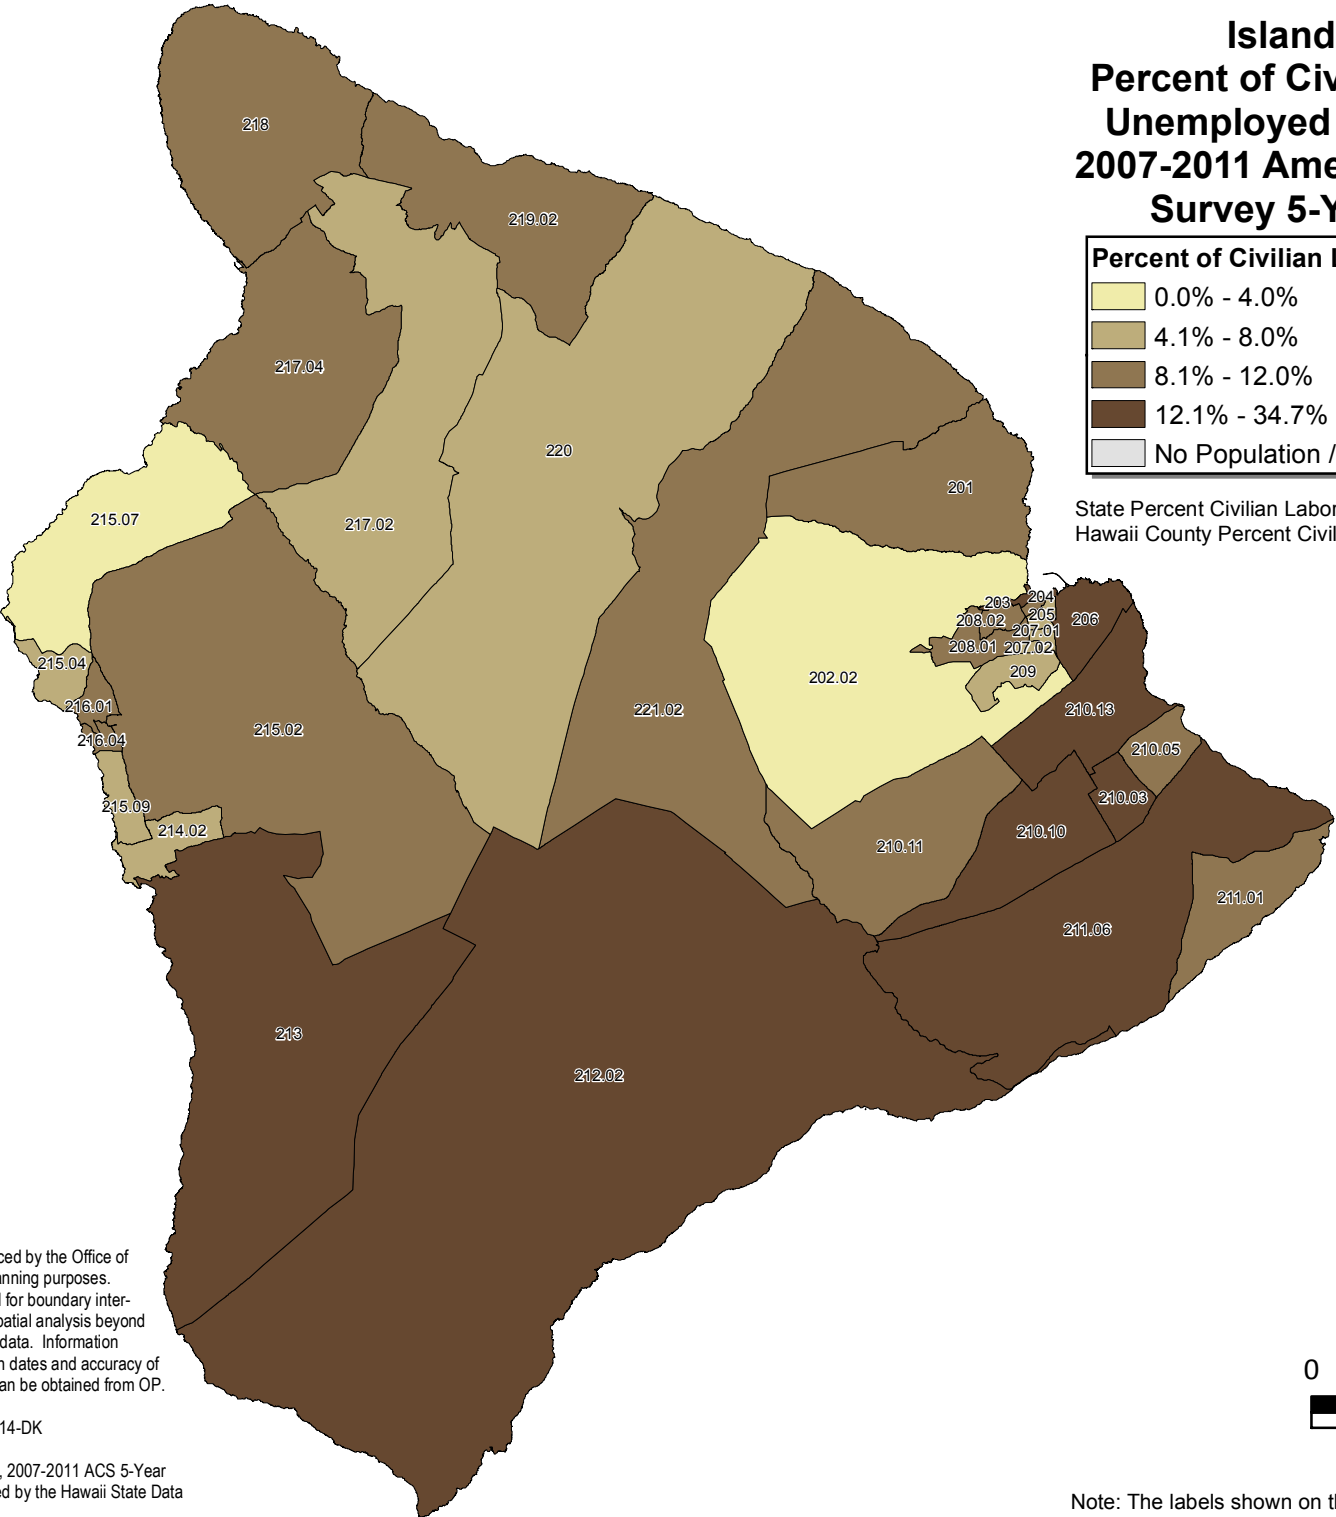 Island
Percent of Civ
Unemployed
2007-2011 Ame
Survey 5-Y
Percent of Civilian L
0.0% - 4.0%
4.1% - 8.0%
8.1% - 12.0%
12.1% - 34.7%
No Population /
State Percent Civilian Labor
Hawaii County Percent Civil
218
219.02
217.04
220
201
215.07
217.02
203
204
205
206
208.02
207.01
208.01
207.02
209
215.04
202.02
216.01
221.02
210.13
215.02
216.04
210.05
210.03
215.09
214.02
210.10
210.11
211.01
211.06
213
212.02
ced by the Office of
anning purposes.
d for boundary inter-
patial analysis beyond
data. Information
n dates and accuracy of
an be obtained from OP.
14-DK
, 2007-2011 ACS 5-Year
ed by the Hawaii State Data
0
Note: The labels shown on th